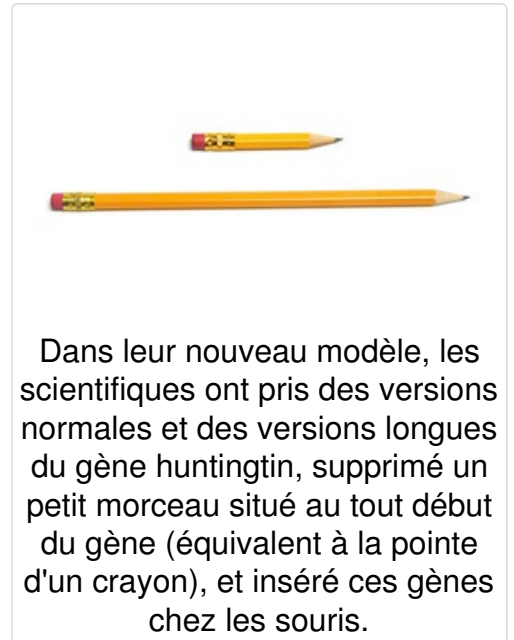 Dans leur nouveau modèle, les
scientifiques ont pris des versions
normales et des versions longues
du gène huntingtin, supprimé un
petit morceau situé au tout début
du gène (équivalent à la pointe
d'un crayon), et inséré ces gènes
chez les souris.